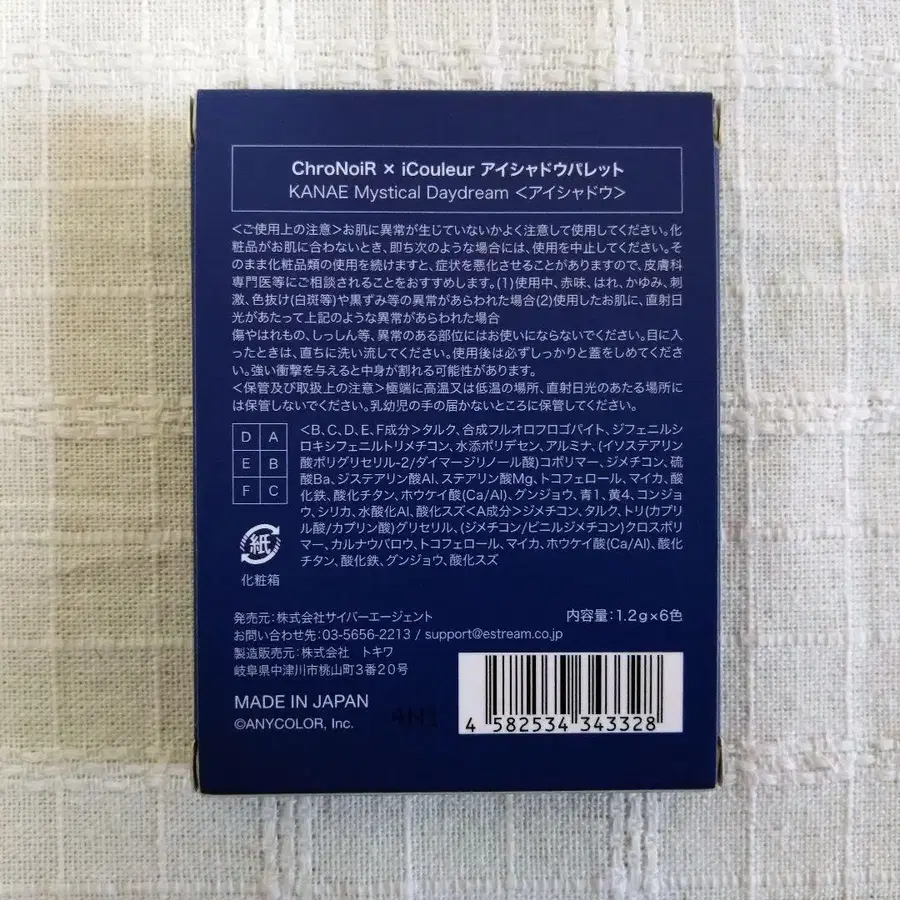 ChroNoiR × iCouleur アイシャドウパレット
KANAE Mystical Daydream <アイシャドウ>
<ご使用上の注意>お肌に異常が生じていないかよく注意して使用してください。化
粧品がお肌に合わないとき、即ち次のような場合には、使用を中止してください。そ
のまま化粧品類の使用を続けますと、症状を悪化させることがありますので、皮膚科
専門医等にご相談されることをおすすめします。(1)使用中、赤味、はれ、かゆみ、刺
激、色抜け(白斑等)や黒ずみ等の異常があらわれた場合(2)使用したお肌に、直射日
光があたって上記のような異常があらわれた場合
傷やはれもの、しっしん等、異常のある部位にはお使いにならないでください。目に入
ったときは、直ちに洗い流してください。使用後は必ずしっかりと蓋をしめてくださ
い。強い衝撃を与えると中身が割れる可能性があります。
<保管及び取扱上の注意>極端に高温又は低温の場所、直射日光のあたる場所に
は保管しないでください。乳幼児の手の届かないところに保管してください。
D A
E B
F C
<B、C、D、E、F成分>タルク、合成フルオロフロゴパイト、ジフェニルシ
ロキシフェニルトリメチコン、水添ポリデセン、アルミナ、(イソステアリン
酸ポリグリセリル-2/ダイマージリノール酸)コポリマー、ジメチコン、硫
酸Ba、ジステアリン酸Al、ステアリン酸Mg、トコフェロール、マイカ、酸
化鉄、酸化チタン、ホウケイ酸(Ca/Al)、グンジョウ、青1、黄4、コンジョ
ウ、シリカ、水酸化Al、酸化スズ<A成分>ジメチコン、タルク、トリ(カプリ
ル酸/カプリン酸)グリセリル、(ジメチコン/ビニルジメチコン)クロスポリ
マー、カルナウバロウ、トコフェロール、マイカ、ホウケイ酸(Ca/Al)、酸化
チタン、酸化鉄、グンジョウ、酸化スズ
紙
化粧箱
発売元:株式会社サイバーエージェント
内容量:1.2g×6色
お問い合わせ先:03-5656-2213 / support@estream.co.jp
製造販売元:株式会社 トキワ
岐阜県中津川市桃山町3番20号
MADE IN JAPAN
©ANYCOLOR, Inc.
4 582534 343328